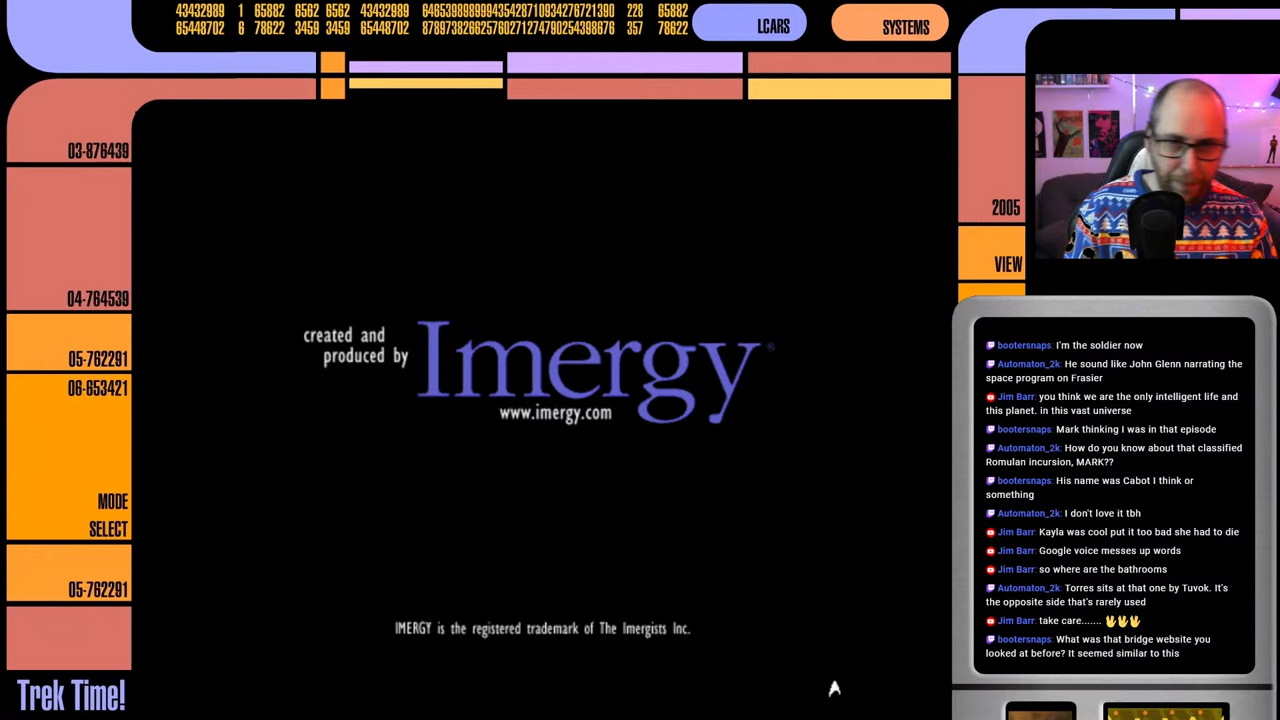 43432989 1 65882 6562 6562 43432989 64653989899943542871093427672 1390 228 65882
65448702 6 78622 3459 3459 65448702 87897382662576027127479025439 8676 357 78622
LCARS
SYSTEMS
03-876439
04-764539
05-762291
06-653421
MODE
SELECT
05-762291
Trek Time!
created and
produced by
Imergy®
www.imergy.com
IMERGY is the registered trademark of The Imergists Inc.
2005
VIEW
bootersnaps: I'm the soldier now
Automaton_2k: He sound like John Glenn narrating the
space program on Frasier
Jim Barr: you think we are the only intelligent life and
this planet. in this vast universe
bootersnaps: Mark thinking I was in that episode
Automaton_2k: How do you know about that classified
Romulan incursion, MARK??
bootersnaps: His name was Cabot I think or
something
Automaton_2k: I don't love it tbh
Jim Barr: Kayla was cool put it too bad she had to die
Jim Barr: Google voice messes up words
Jim Barr: so where are the bathrooms
Automaton_2k: Torres sits at that one by Tuvok. It's
the opposite side that's rarely used
Jim Barr: take care....... 🖖🖖🖖
bootersnaps: What was that bridge website you
looked at before? It seemed similar to this